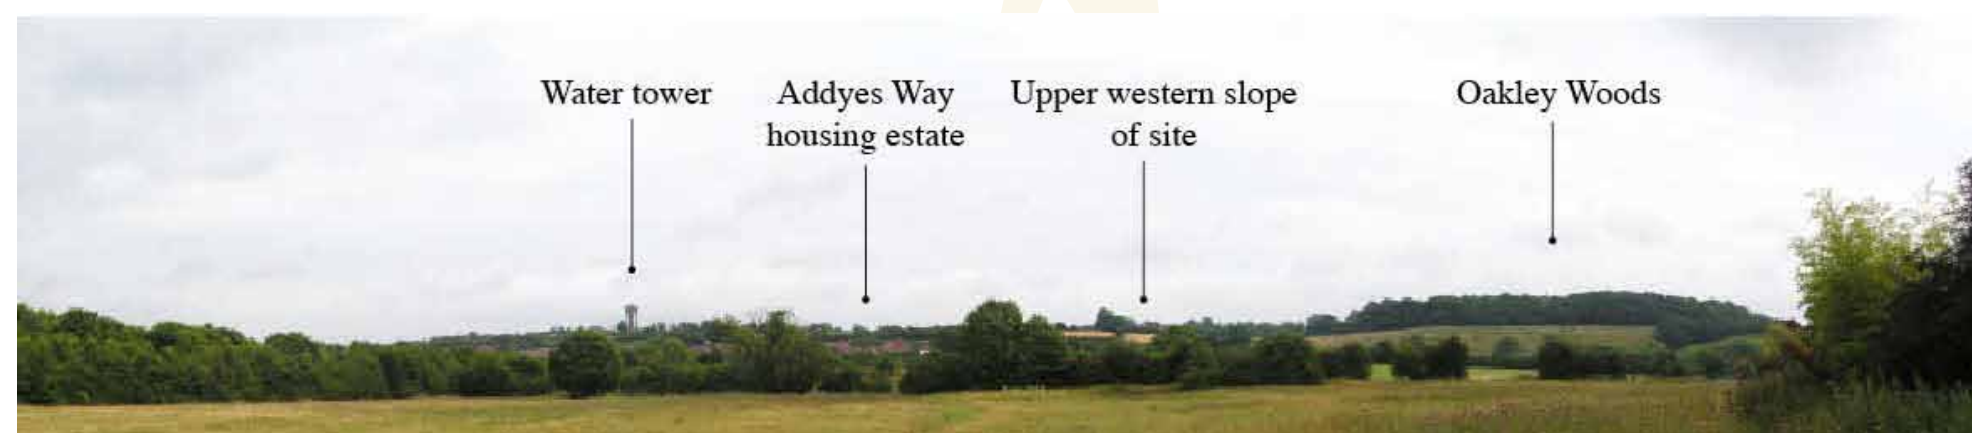 Water tower
Addyes Way
housing estate
Upper western slope
of site
Oakley Woods